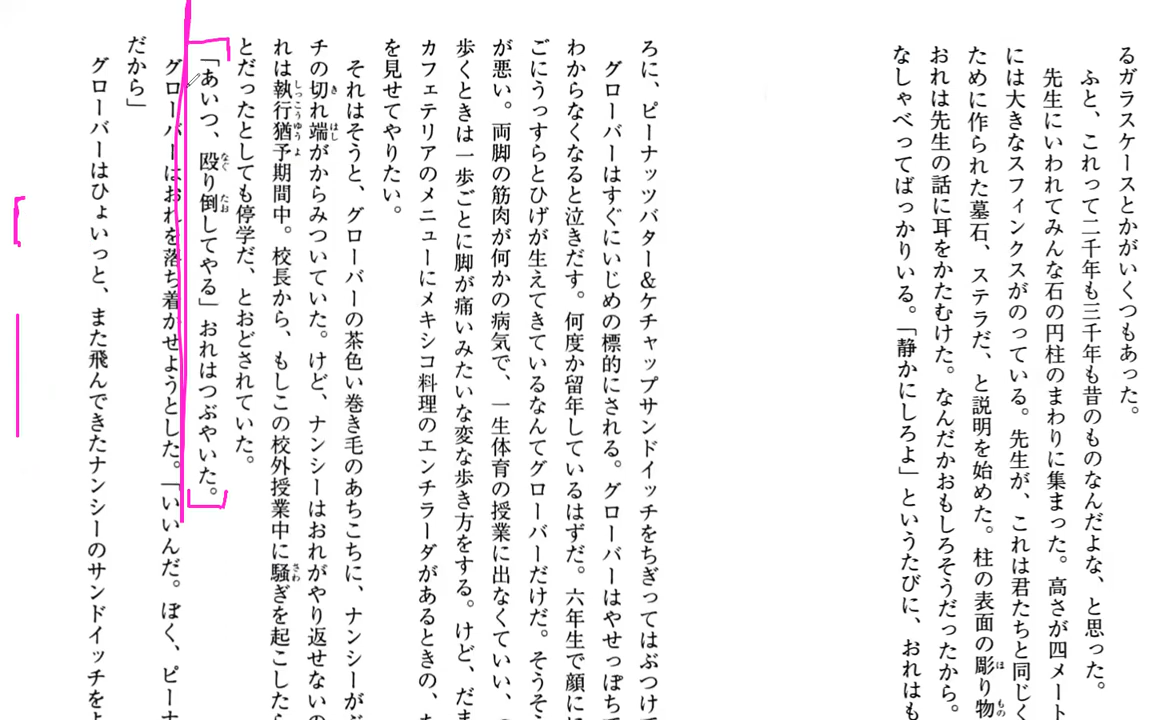 るガラスケースとかがいくつもあった。
ふと、これって二千年も三千年も昔のものなんだよな、と思った。
先生にいわれてみんな石の円柱のまわりに集まった。高さが四メート
には大きなスフィンクスがのっている。先生が、これは君たちと同じく
ために作られた墓石、ステラだ、と説明を始めた。柱の表面の彫り物
おれは先生の話に耳をかたむけた。なんだかおもしろそうだったから。
なしゃべってばっかりいる。「静かにしろよ」というたびに、おれはも
ろに、ピーナッツバター&ケチャップサンドイッチをちぎってはぶつけて
グローバーはすぐにいじめの標的にされる。グローバーはやせっぽちで
わからなくなると泣きだす。何度か留年しているはずだ。六年生で顔にに
ごにうっすらとひげが生えてきているなんてグローバーだけだ。そうそう
が悪い。両脚の筋肉が何かの病気で、一生体育の授業に出なくていい、
歩くときは一歩ごとに脚が痛いみたいな変な歩き方をする。けど、だま
カフェテリアのメニューにメキシコ料理のエンチラーダがあるときの、
を見せてやりたい。
それはそうと、グローバーの茶色い巻き毛のあちこちに、ナンシーがぶ
チの切れ端がからみついていた。けど、ナンシーはおれがやり返せないの
れは執行猶予期間中。校長から、もしこの校外授業中に騒ぎを起こしたら
とだったとしても停学だ、とおどされていた。
「あいつ、殴り倒してやる」おれはつぶやいた。
グローバーはおれを落ち着かせようとした。「いいんだ。ぼく、ピーナ
だから」
グローバーはひょいっと、また飛んできたナンシーのサンドイッチをよ